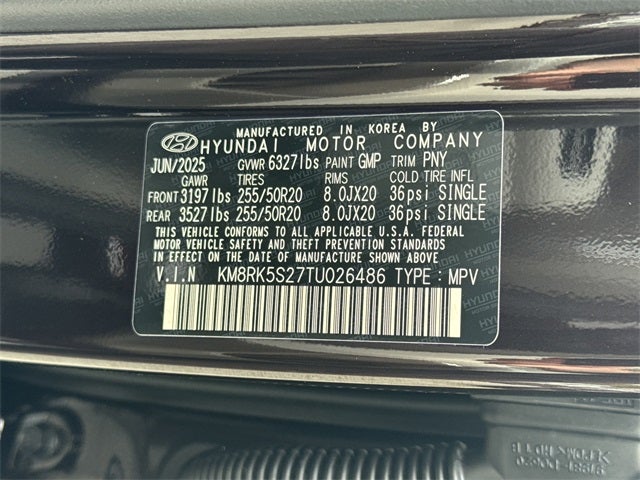 MANUFACTURED IN KOREA BY
HYUNDAI MOTOR COMPANY
JUN/2025 GVWR 6327lbs PAINT GMP TRIM PNY
GAWR TIRES RIMS COLD TIRE INFL
FRONT 3197lbs 255/50R20 8.0JX20 36psi SINGLE
REAR 3527lbs 255/50R20 8.0JX20 36psi SINGLE
THIS VEHICLE CONFORMS TO ALL APPLICABLE U.S.A. FEDERAL
MOTOR VEHICLE SAFETY AND THEFT PREVENTION STANDARDS
IN EFFECT ON THE DATE OF MANUFACTURE SHOWN ABOVE.
V.I.N KM8RK5S27TU026486 TYPE : MPV